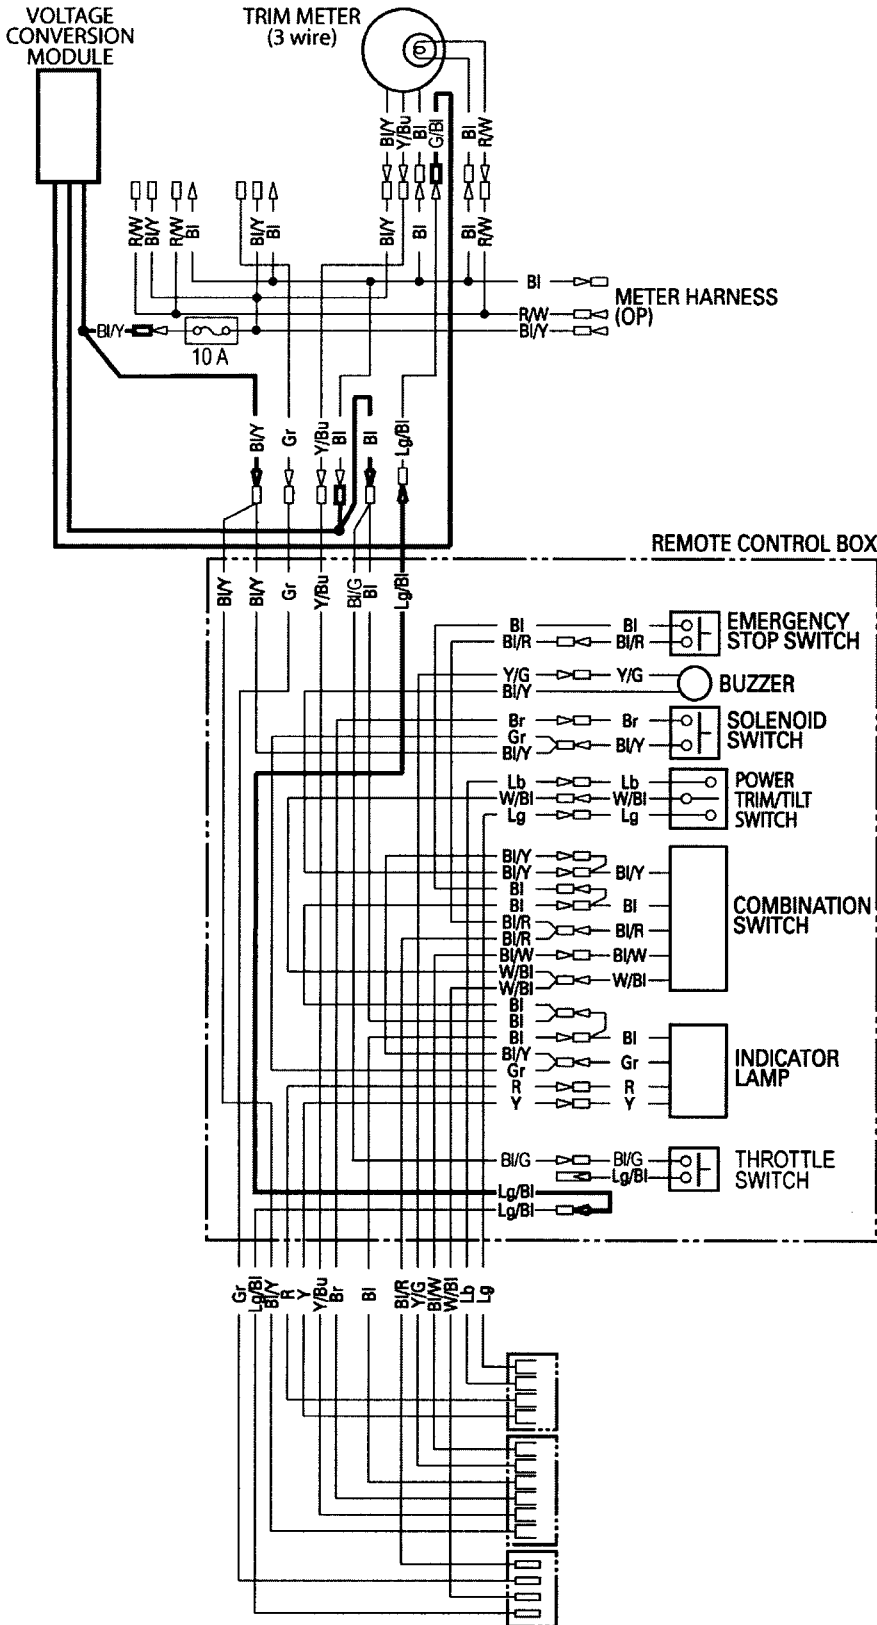 VOLTAGE
CONVERSION
MODULE
TRIM METER
(3 wire)
Bl/Y
Y/Bu
Bl
G/Bl
Bl
R/W
R/W
Bl/Y
R/W
Bl
Bl/Y
Bl
Bl/Y
Bl
Bl
R/W
Bl
METER HARNESS
(OP)
R/W
Bl/Y
Bl/Y
10 A
Bl/Y
Gr
Y/Bu
Bl
Bl
Lg/Bl
REMOTE CONTROL BOX
Bl/Y
Bl/Y
Gr
Y/Bu
Bl/G
Bl
Lg/Bl
Bl
Bl
EMERGENCY
STOP SWITCH
Bl/R
Bl/R
Y/G
Y/G
BUZZER
Bl/Y
Br
Br
SOLENOID
SWITCH
Gr
Bl/Y
Bl/Y
Lb
Lb
POWER
TRIM/TILT
SWITCH
W/Bl
W/Bl
Lg
Lg
Bl/Y
Bl/Y
Bl/Y
Bl
Bl
Bl
COMBINATION
SWITCH
Bl/R
Bl/R
Bl/R
Bl/W
Bl/W
W/Bl
W/Bl
W/Bl
Bl
Bl
Bl
Bl
Bl/Y
Gr
Gr
INDICATOR
LAMP
R
R
Y
Y
Bl/G
Bl/G
THROTTLE
SWITCH
Lg/Bl
Lg/Bl
Lg/Bl
Gr
Lg/Bl
Bl/Y
R
Y
Y/Bu
Br
Bl
Bl/R
Y/G
Bl/W
W/Bl
Lb
Lg